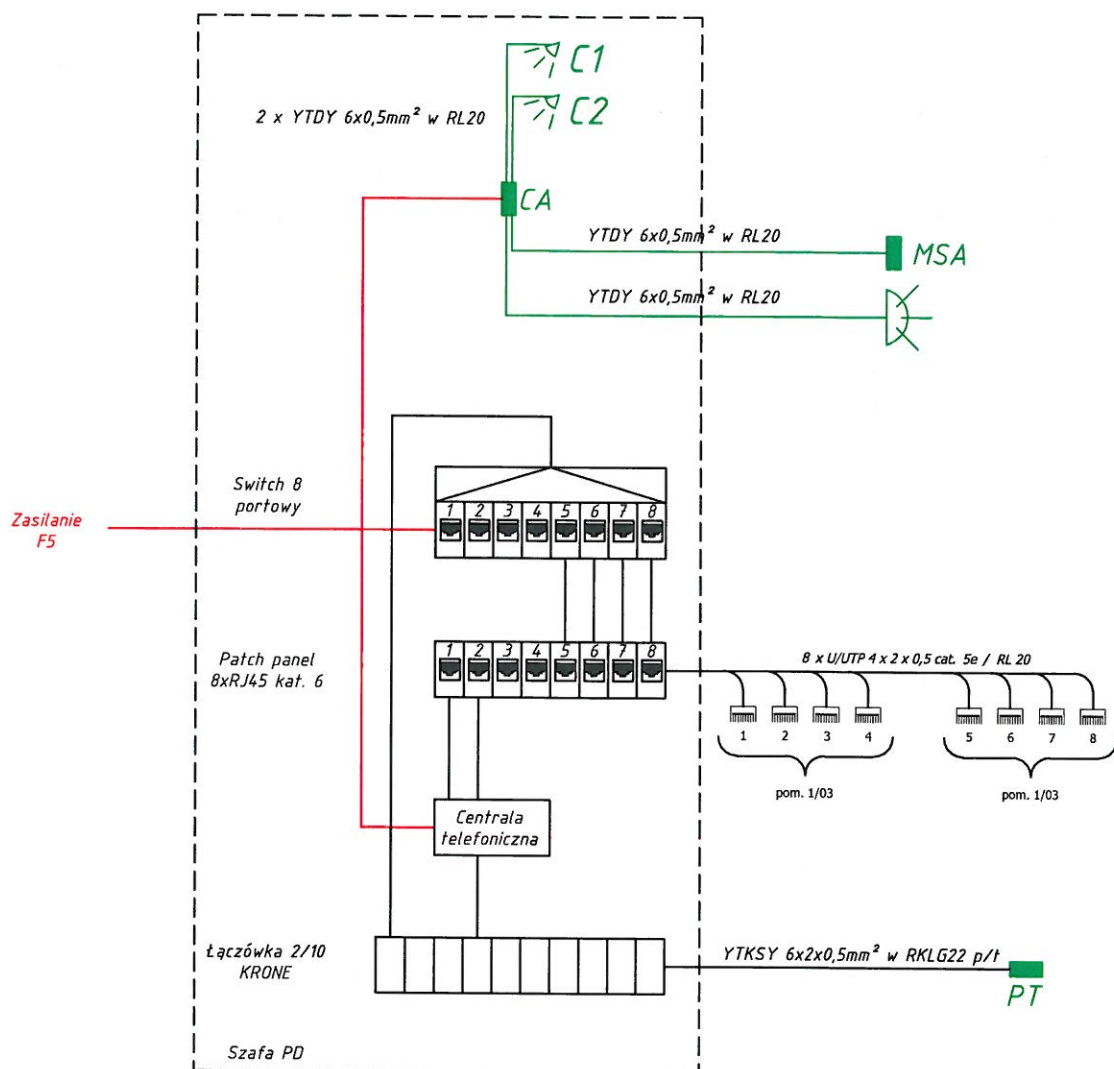 C1
C2
2 x YTDY 6x0,5mm² w RL20
CA
YTDY 6x0,5mm² w RL20
MSA
YTDY 6x0,5mm² w RL20
Switch 8
portowy
1 2 3 4 5 6 7 8
Zasilanie
F5
Patch panel
8xRJ45 kat. 6
1 2 3 4 5 6 7 8
8 x U/UTP 4 x 2 x 0,5 cat. 5e / RL 20
1 2 3 4 5 6 7 8
pom. 1/03 pom. 1/03
Centrala
telefoniczna
Łączówka 2/10
KRONE
YTKSY 6x2x0,5mm² w RKLG22 p/t
PT
Szafa PD